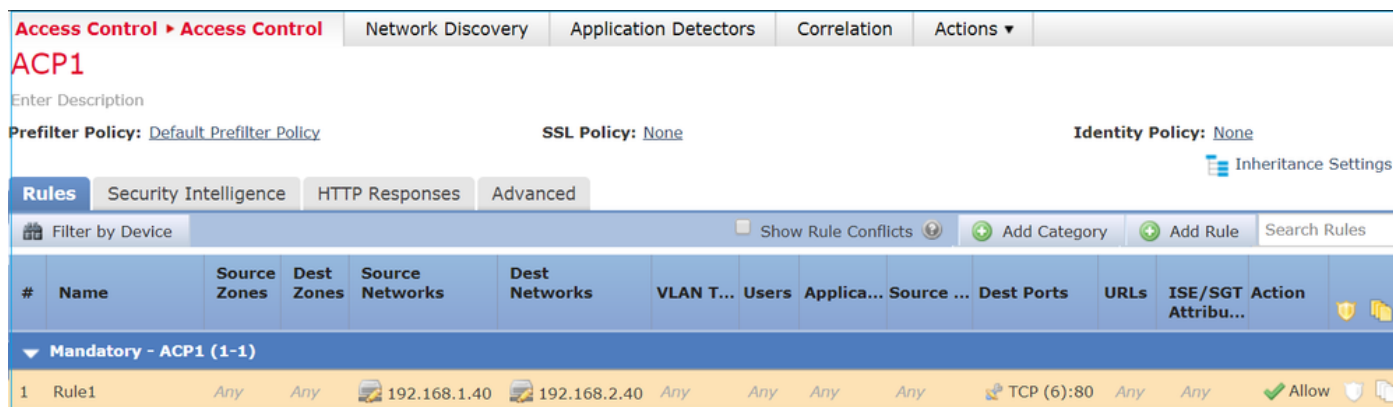 Access Control ▸ Access Control Network Discovery Application Detectors Correlation Actions ▾
ACP1
Enter Description
Prefilter Policy: Default Prefilter Policy SSL Policy: None Identity Policy: None
Inheritance Settings
Rules Security Intelligence HTTP Responses Advanced
Filter by Device Show Rule Conflicts ? Add Category Add Rule Search Rules
# Name Source Zones Dest Zones Source Networks Dest Networks VLAN T... Users Applica... Source ... Dest Ports URLs ISE/SGT Attribu... Action
Mandatory - ACP1 (1-1)
1 Rule1 Any Any 192.168.1.40 192.168.2.40 Any Any Any Any TCP (6):80 Any Any Allow